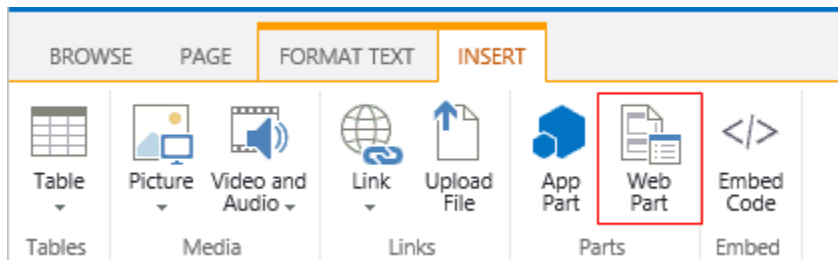 BROWSE PAGE FORMAT TEXT INSERT
Table Picture Video and Audio Link Upload File App Part Web Part Embed Code
Tables Media Links Parts Embed